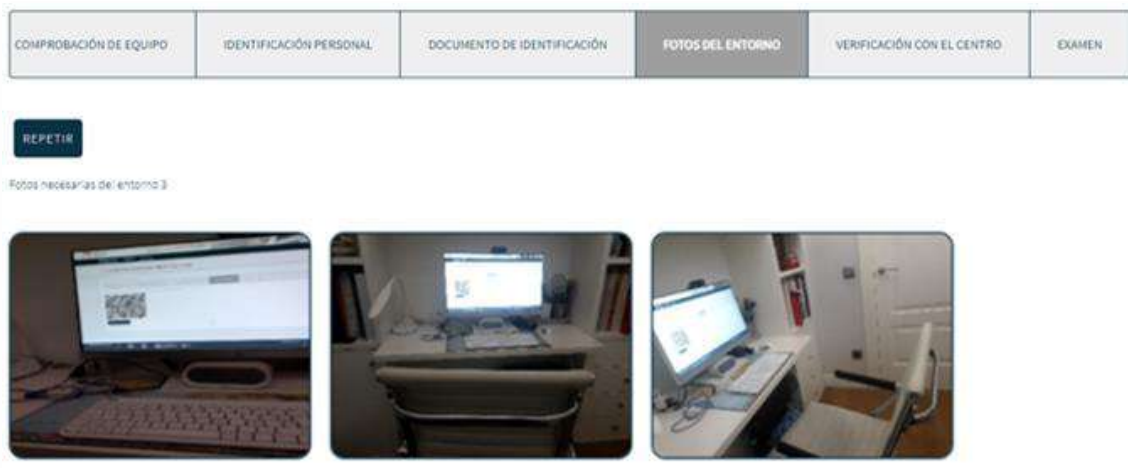 COMPROBACIÓN DE EQUIPO
IDENTIFICACIÓN PERSONAL
DOCUMENTO DE IDENTIFICACIÓN
FOTOS DEL ENTORNO
VERIFICACIÓN CON EL CENTRO
EXAMEN
REPETIR
Fotos necesarias del entorno 3